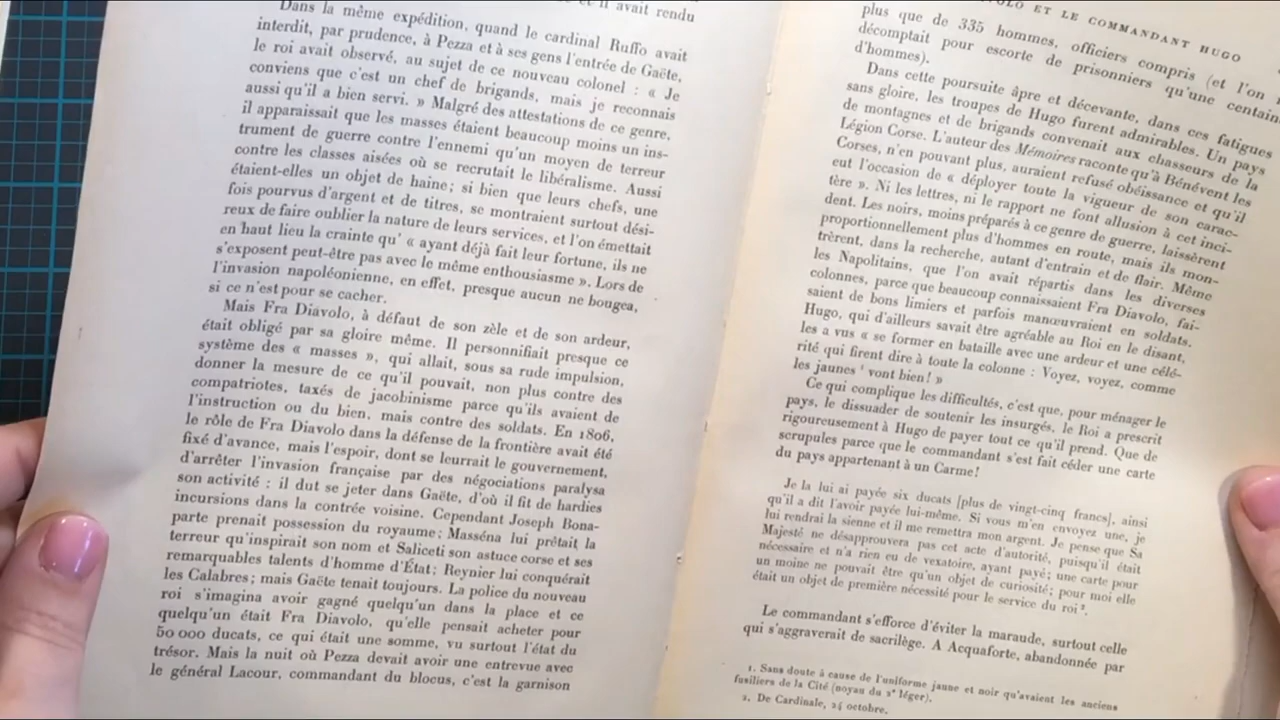 et il avait rendu
Dans la même expédition, quand le cardinal Ruffo avait
interdit, par prudence, à Pezza et à ses gens l'entrée de Gaëte,
le roi avait observé, au sujet de ce nouveau colonel : « Je
conviens que c'est un chef de brigands, mais je reconnais
aussi qu'il a bien servi. » Malgré des attestations de ce genre,
il apparaissait que les masses étaient beaucoup moins un ins-
trument de guerre contre l'ennemi qu'un moyen de terreur
contre les classes aisées où se recrutait le libéralisme. Aussi
étaient-elles un objet de haine; si bien que leurs chefs, une
fois pourvus d'argent et de titres, se montraient surtout dési-
reux de faire oublier la nature de leurs services, et l'on émettait
en haut lieu la crainte qu' « ayant déjà fait leur fortune, ils ne
s'exposent peut-être pas avec le même enthousiasme ». Lors de
l'invasion napoléonienne, en effet, presque aucun ne bougea,
si ce n'est pour se cacher.
Mais Fra Diavolo, à défaut de son zèle et de son ardeur,
était obligé par sa gloire même. Il personnifiait presque ce
système des « masses », qui allait, sous sa rude impulsion,
donner la mesure de ce qu'il pouvait, non plus contre des
compatriotes, taxés de jacobinisme parce qu'ils avaient de
l'instruction ou du bien, mais contre des soldats. En 1806,
le rôle de Fra Diavolo dans la défense de la frontière avait été
fixé d'avance, mais l'espoir, dont se leurrait le gouvernement,
d'arrêter l'invasion française par des négociations paralysa
son activité : il dut se jeter dans Gaëte, d'où il fit de hardies
incursions dans la contrée voisine. Cependant Joseph Bona-
parte prenait possession du royaume; Masséna lui prêtait la
terreur qu'inspirait son nom et Saliceti son astuce corse et ses
remarquables talents d'homme d'État; Reynier lui conquérait
les Calabres; mais Gaëte tenait toujours. La police du nouveau
roi s'imagina avoir gagné quelqu'un dans la place et ce
quelqu'un était Fra Diavolo, qu'elle pensait acheter pour
50 000 ducats, ce qui était une somme, vu surtout l'état du
trésor. Mais la nuit où Pezza devait avoir une entrevue avec
le général Lacour, commandant du blocus, c'est la garnison
ET LE COMMANDANT HUGO
plus que de 335 hommes, officiers compris (et l'on
décomptait pour escorte de prisonniers qu'une
d'hommes).
Dans cette poursuite âpre et décevante, dans ces fatigues
sans gloire, les troupes de Hugo furent admirables. Un pays
de montagnes et de brigands convenait aux chasseurs de la
Légion Corse. L'auteur des Mémoires raconte qu'à Bénévent les
Corses, n'en pouvant plus, auraient refusé obéissance et qu'il
eut l'occasion de « déployer toute la vigueur de son carac-
tère ». Ni les lettres, ni le rapport ne font allusion à cet inci-
dent. Les noirs, moins préparés à ce genre de guerre, laissèrent
proportionnellement plus d'hommes en route, mais ils mon-
trèrent, dans la recherche, autant d'entrain et de flair. Même
les Napolitains, que l'on avait répartis dans les diverses
colonnes, parce que beaucoup connaissaient Fra Diavolo, fai-
saient de bons limiers et parfois manœuvraient en soldats.
Hugo, qui d'ailleurs savait être agréable au Roi en le disant,
les a vus « se former en bataille avec une ardeur et une célé-
rité qui firent dire à toute la colonne : Voyez, voyez, comme
les jaunes ¹ vont bien! »
Ce qui complique les difficultés, c'est que, pour ménager le
pays, le dissuader de soutenir les insurgés, le Roi a prescrit
rigoureusement à Hugo de payer tout ce qu'il prend. Que de
scrupules parce que le commandant s'est fait céder une carte
du pays appartenant à un Carme!
Je la lui ai payée six ducats [plus de vingt-cinq francs], ainsi
qu'il a dit l'avoir payée lui-même. Si vous m'en envoyez une, je
lui rendrai la sienne et il me remettra mon argent. Je pense que Sa
Majesté ne désapprouvera pas cet acte d'autorité, puisqu'il était
nécessaire et n'a rien eu de vexatoire, ayant payé; une carte pour
un moine ne pouvait être qu'un objet de curiosité; pour moi elle
était un objet de première nécessité pour le service du roi ².
Le commandant s'efforce d'éviter la maraude, surtout celle
qui s'aggraverait de sacrilège. A Acquaforte, abandonnée par
1. Sans doute à cause de l'uniforme jaune et noir qu'avaient les anciens
fusiliers de la Cité (noyau du 2ᵉ léger).
2. De Cardinale, 24 octobre.